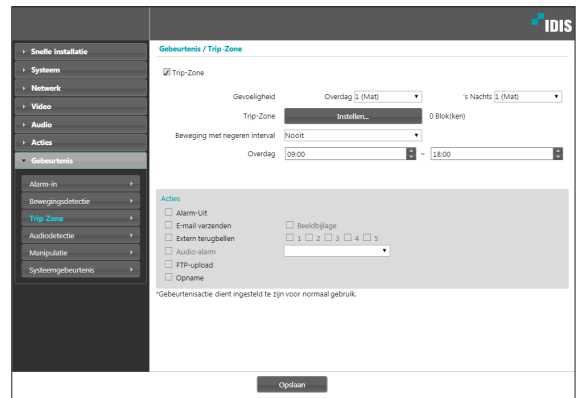 IDIS
Snelle installatie
Systeem
Netwerk
Video
Audio
Acties
Gebeurtenis
Alarm-in
Bewegingsdetectie
Trip-Zone
Audiodetectie
Manipulatie
Systeemgebeurtenis
Gebeurtenis / Trip-Zone
Trip-Zone
Gevoeligheid Overdag 1 (Mat) 's Nachts 1 (Mat)
Trip-Zone Instellen... 0 Blok(ken)
Beweging met negeren interval Nooit
Overdag 09:00 ~ 18:00
Acties
Alarm-Uit
E-mail verzenden Beeldbijlage
Extern terugbellen 1 2 3 4 5
Audio-alarm
FTP-upload
Opname
*Gebeurtenisactie dient ingesteld te zijn voor normaal gebruik.
Opslaan